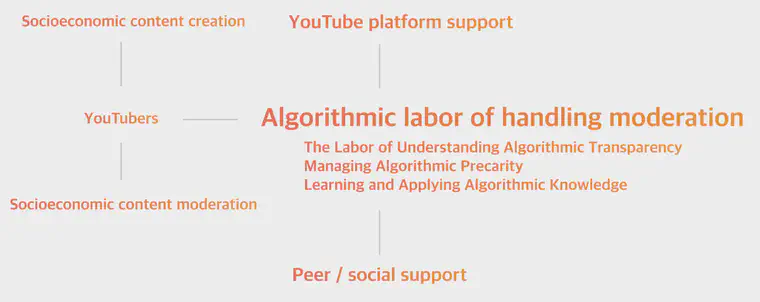 Socioeconomic content creation
YouTube platform support
YouTubers
Algorithmic labor of handling moderation
The Labor of Understanding Algorithmic Transparency
Managing Algorithmic Precarity
Learning and Applying Algorithmic Knowledge
Socioeconomic content moderation
Peer / social support